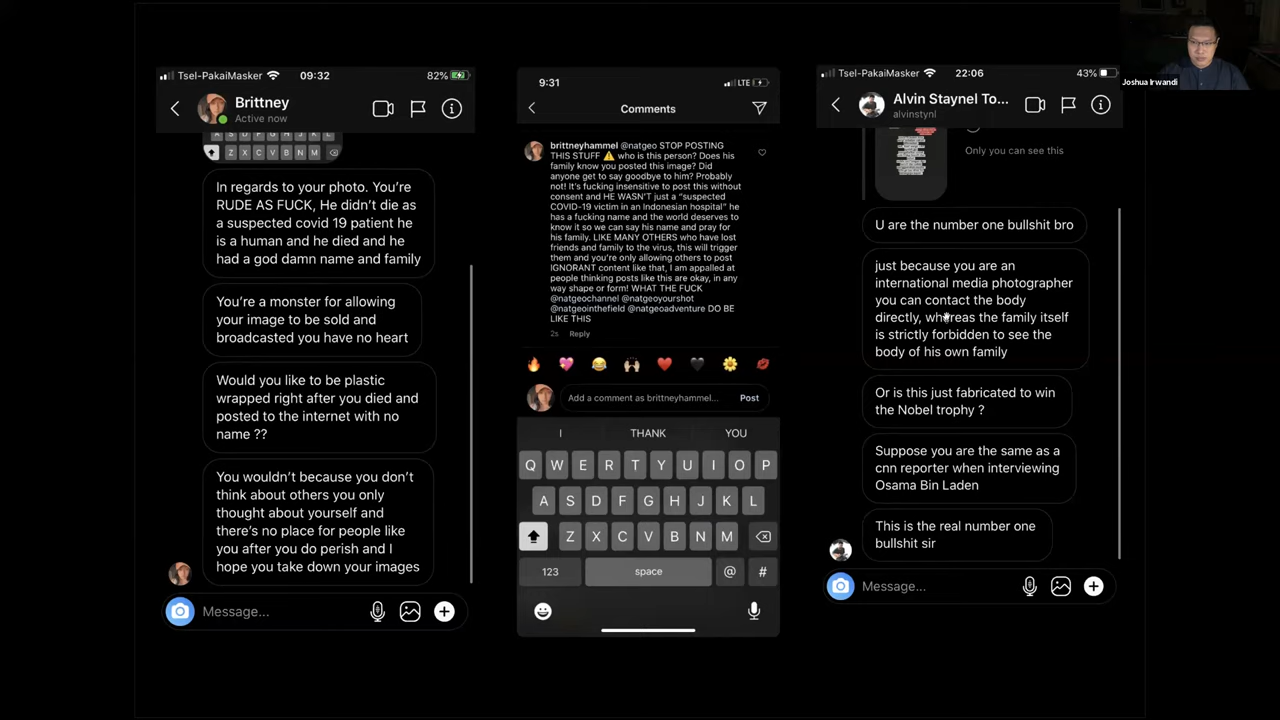 Tsel-PakaiMasker 09:32 82%
Brittney
Active now
A S D F G H J K L
Z X C V B N M
In regards to your photo. You're
RUDE AS FUCK, He didn't die as
a suspected covid 19 patient he
is a human and he died and he
had a god damn name and family
You're a monster for allowing
your image to be sold and
broadcasted you have no heart
Would you like to be plastic
wrapped right after you died and
posted to the internet with no
name ??
You wouldn't because you don't
think about others you only
thought about yourself and
there's no place for people like
you after you do perish and I
hope you take down your images
Message...
9:31 LTE
Comments
brittneyhammel @natgeo STOP POSTING
THIS STUFF ⚠️ who is this person? Does his
family know you posted this image? Did
anyone get to say goodbye to him? Probably
not! It's fucking insensitive to post this without
consent and HE WASN'T just a "suspected
COVID-19 victim in an Indonesian hospital" he
has a fucking name and the world deserves to
know it so we can pray his name and pray for
his family. LIKE MANY OTHERS who have lost
friends and family to the virus, this will trigger
them and you're only allowing others to post
IGNORANT content like that, I am appalled at
people thinking posts like this are okay, in any
way shape or form! WHAT THE FUCK
@natgeochannel @natgeoyourshot
@natgeointhefield @natgeoadventure DO BE
LIKE THIS
2s Reply
Add a comment as brittneyhammel... Post
I THANK YOU
Q W E R T Y U I O P
A S D F G H J K L
Z X C V B N M
123 space @ #
Tsel-PakaiMasker 22:06 43%
Alvin Staynel To...
alvinstynl
Only you can see this
U are the number one bullshit bro
just because you are an
international media photographer
you can contact the body
directly, whereas the family itself
is strictly forbidden to see the
body of his own family
Or is this just fabricated to win
the Nobel trophy ?
Suppose you are the same as a
cnn reporter when interviewing
Osama Bin Laden
This is the real number one
bullshit sir
Message...
Joshua Irwandi